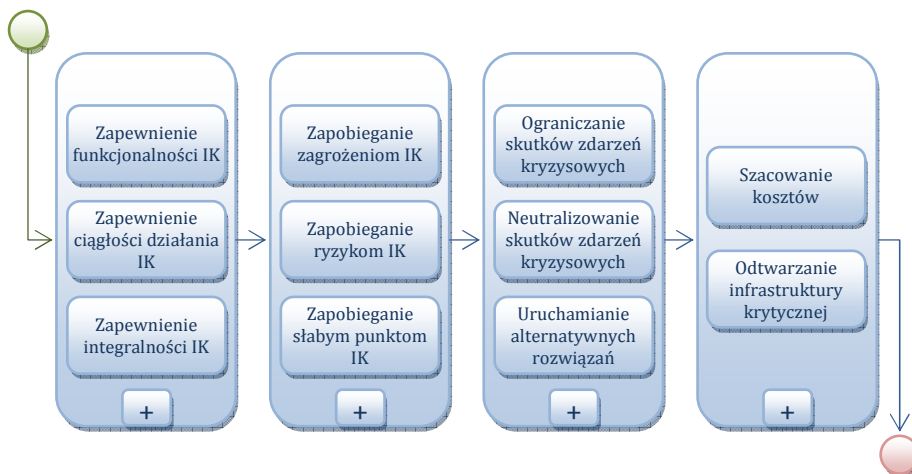 Zapewnienie
funkcjonalności IK
Zapewnienie
ciągłości działania
IK
Zapewnienie
integralności IK
+
Zapobieganie
zagrożeniom IK
Zapobieganie
ryzykom IK
Zapobieganie
słabym punktom
IK
+
Ograniczanie
skutków zdarzeń
kryzysowych
Neutralizowanie
skutków zdarzeń
kryzysowych
Uruchamianie
alternatywnych
rozwiązań
+
Szacowanie
kosztów
Odtwarzanie
infrastruktury
krytycznej
+